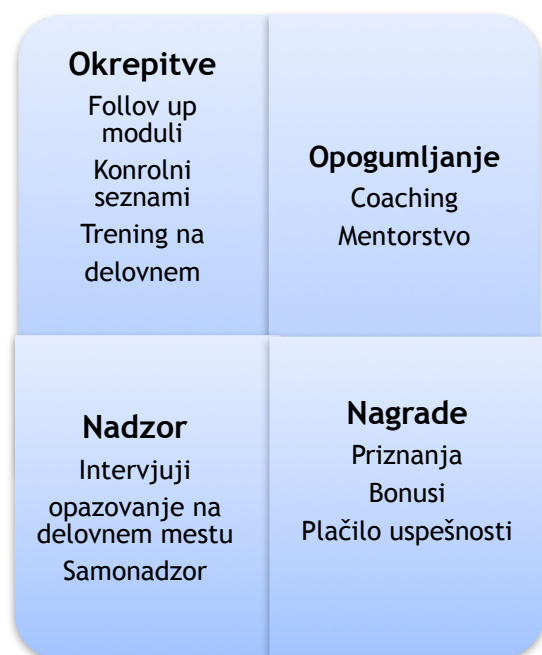 Okrepitve
Follov up
moduli
Konrolni
seznami
Trening na
delovnem
Opogumljanje
Coaching
Mentorstvo
Nadzor
Intervjuji
opazovanje na
delovnem mestu
Samonadzor
Nagrade
Priznanja
Bonusi
Plačilo uspešnosti